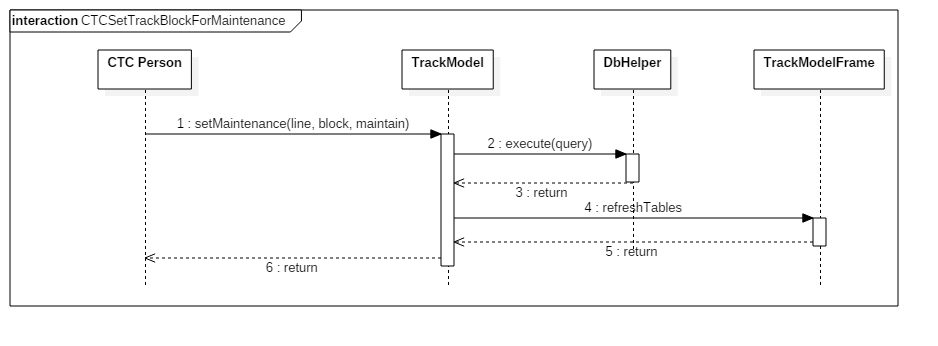 interaction CTCSetTrackBlockForMaintenance
CTC Person
TrackModel
DbHelper
TrackModelFrame
1 : setMaintenance(line, block, maintain)
2 : execute(query)
3 : return
4 : refreshTables
5 : return
6 : return